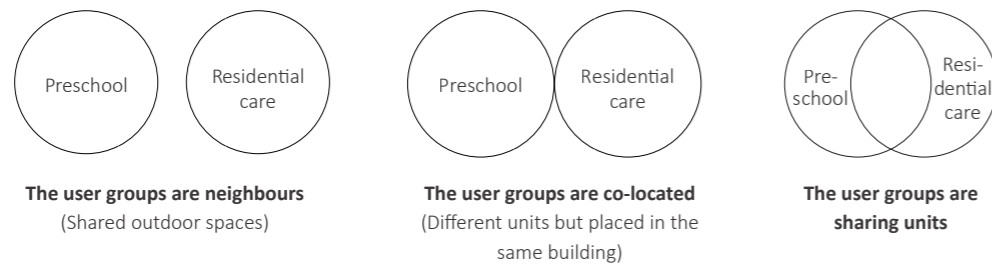 Preschool
Residential
care
The user groups are neighbours
(Shared outdoor spaces)
Preschool
Residential
care
The user groups are co-located
(Different units but placed in the
same building)
Pre-
school
Resi-
dential
care
The user groups are
sharing units